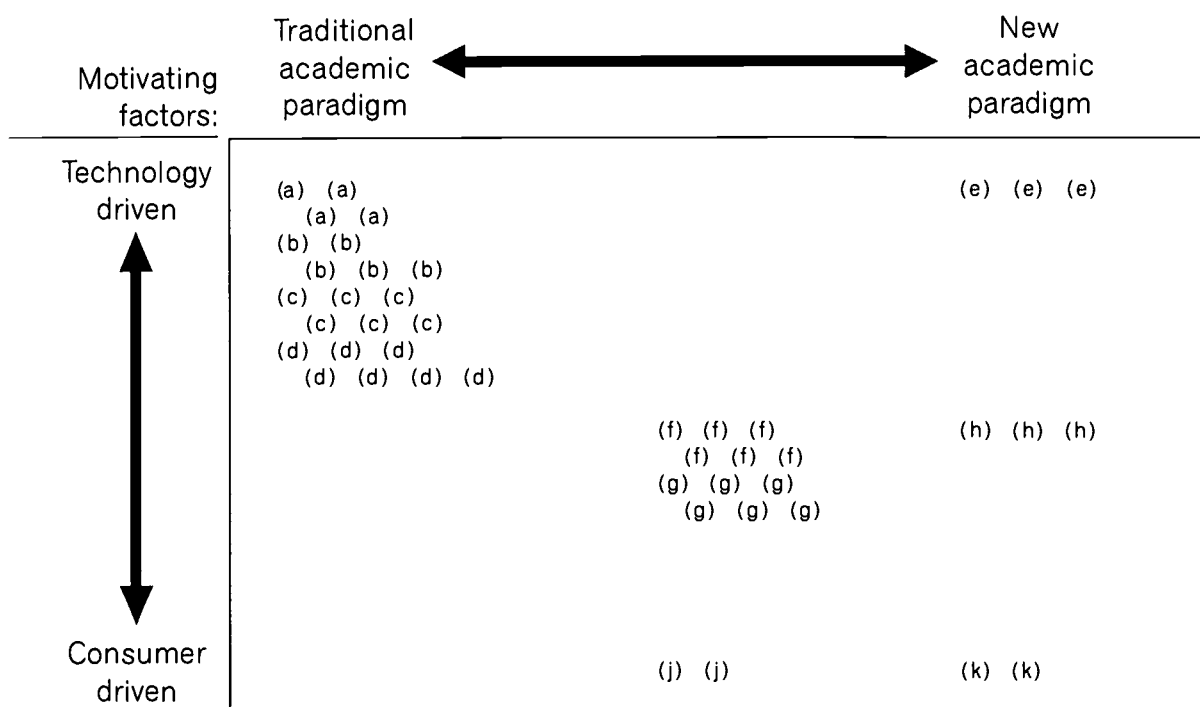 Traditional
academic
paradigm
New
academic
paradigm
Motivating
factors:
Technology
driven
(a) (a)
(a) (a)
(b) (b)
(b) (b) (b)
(c) (c) (c)
(c) (c) (c)
(d) (d) (d)
(d) (d) (d) (d)
(e) (e) (e)
(f) (f) (f)
(f) (f) (f)
(g) (g) (g)
(g) (g) (g)
(h) (h) (h)
Consumer
driven
(j) (j)
(k) (k)